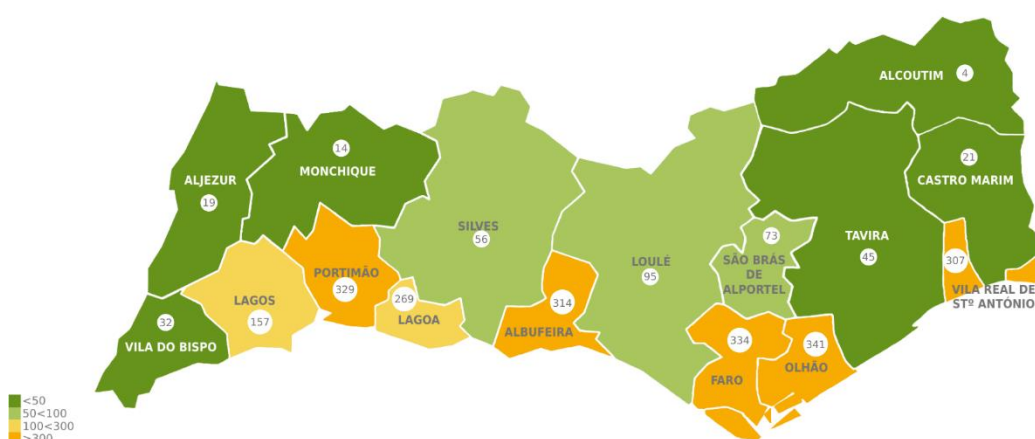 ALCOUTIM
4
14
MONCHIQUE
21
CASTRO MARIM
ALJEZUR
19
SILVES
56
73
TAVIRA
45
LOULÉ
95
SÃO BRÁS
DE
ALPORTEL
307
VILA REAL DE
STº ANTÓNIO
PORTIMÃO
329
269
LAGOA
LAGOS
157
314
ALBUFEIRA
32
VILA DO BISPO
334
FARO
341
OLHÃO
<50
50<100
100<300
>300